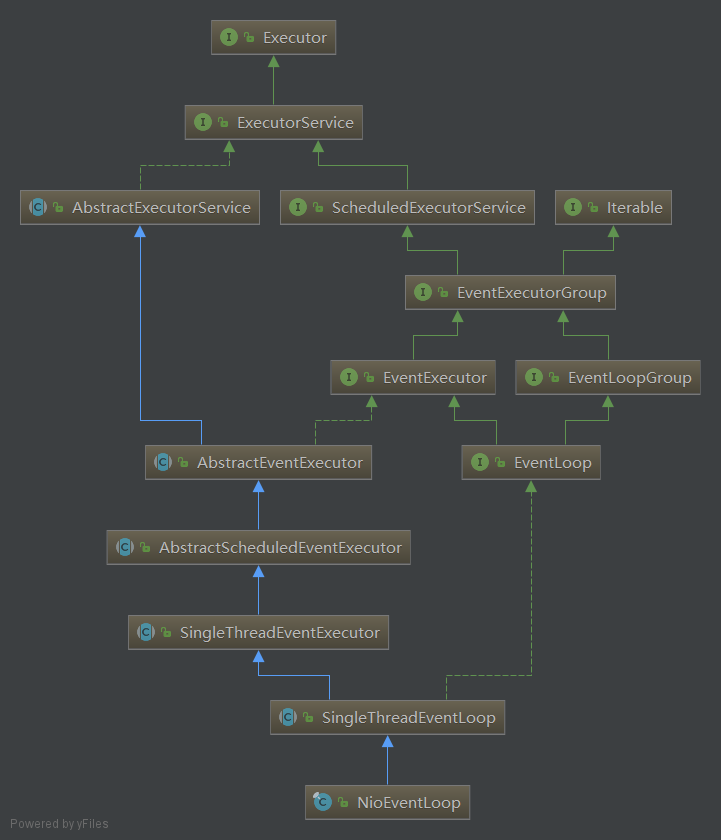 I Executor
I ExecutorService
C AbstractExecutorService
I ScheduledExecutorService
I Iterable
I EventExecutorGroup
I EventExecutor
I EventLoopGroup
C AbstractEventExecutor
I EventLoop
C AbstractScheduledEventExecutor
C SingleThreadEventExecutor
C SingleThreadEventLoop
C NioEventLoop
Powered by yFiles